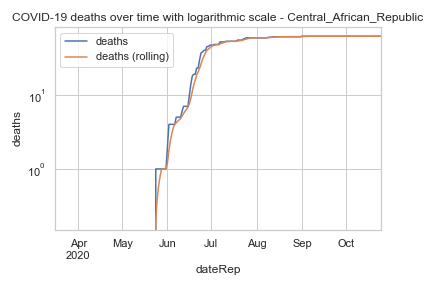 COVID-19 deaths over time with logarithmic scale - Central_African_Republic
deaths
deaths (rolling)
deaths
10¹
10⁰
Apr
2020
May
Jun
Jul
Aug
Sep
Oct
dateRep